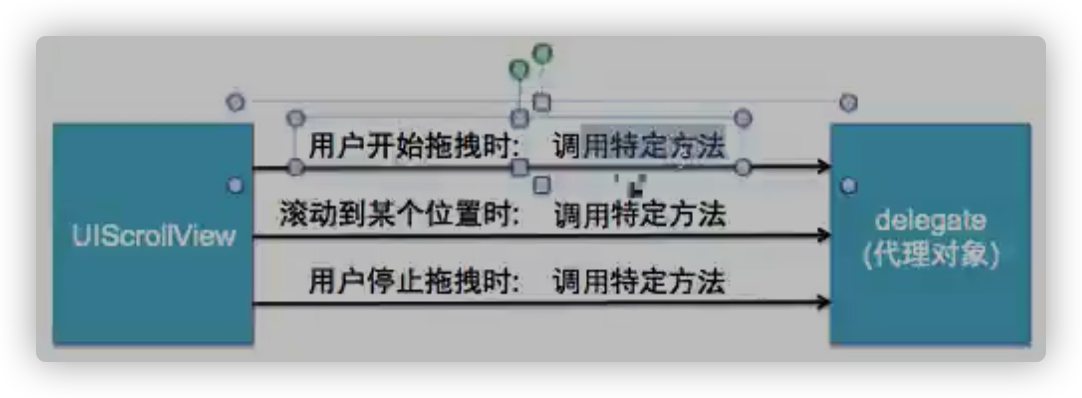 用户开始拖拽时: 调用特定方法
滚动到某个位置时: 调用特定方法
UIScrollView
delegate
(代理对象)
用户停止拖拽时: 调用特定方法